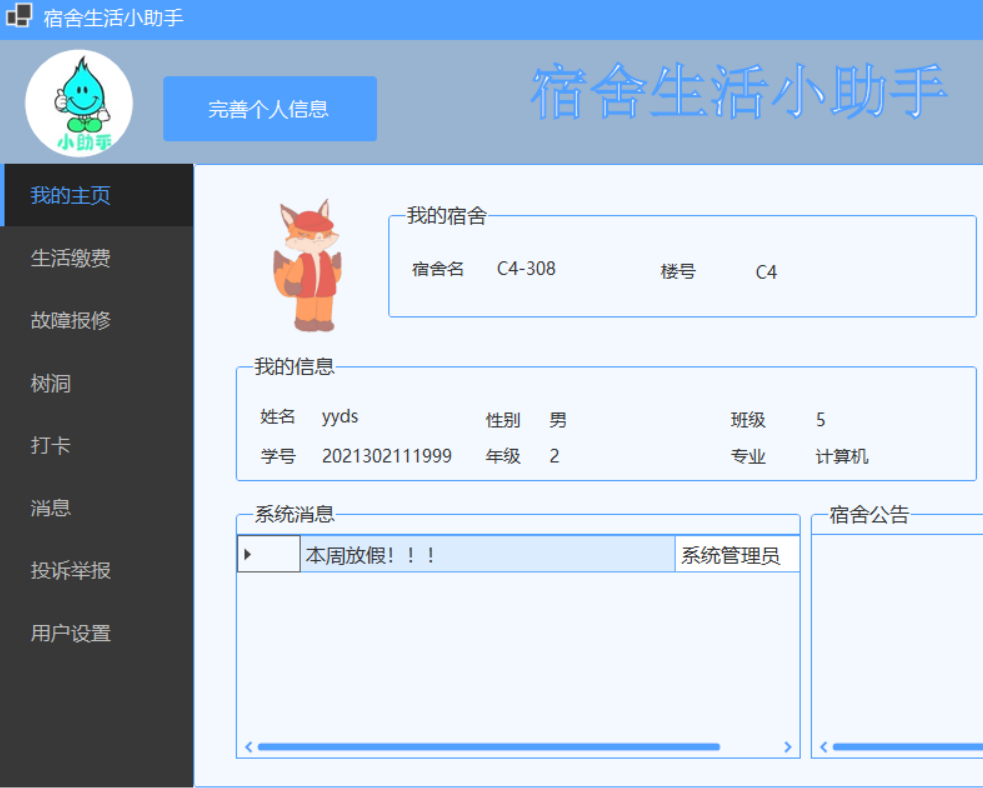 宿舍生活小助手
小助手
完善个人信息
宿舍生活小助手
我的主页
生活缴费
故障报修
树洞
打卡
消息
投诉举报
用户设置
我的宿舍
宿舍名 C4-308 楼号 C4
我的信息
姓名 yyds 性别 男 班级 5
学号 2021302111999 年级 2 专业 计算机
系统消息
本周放假！！！ 系统管理员
宿舍公告